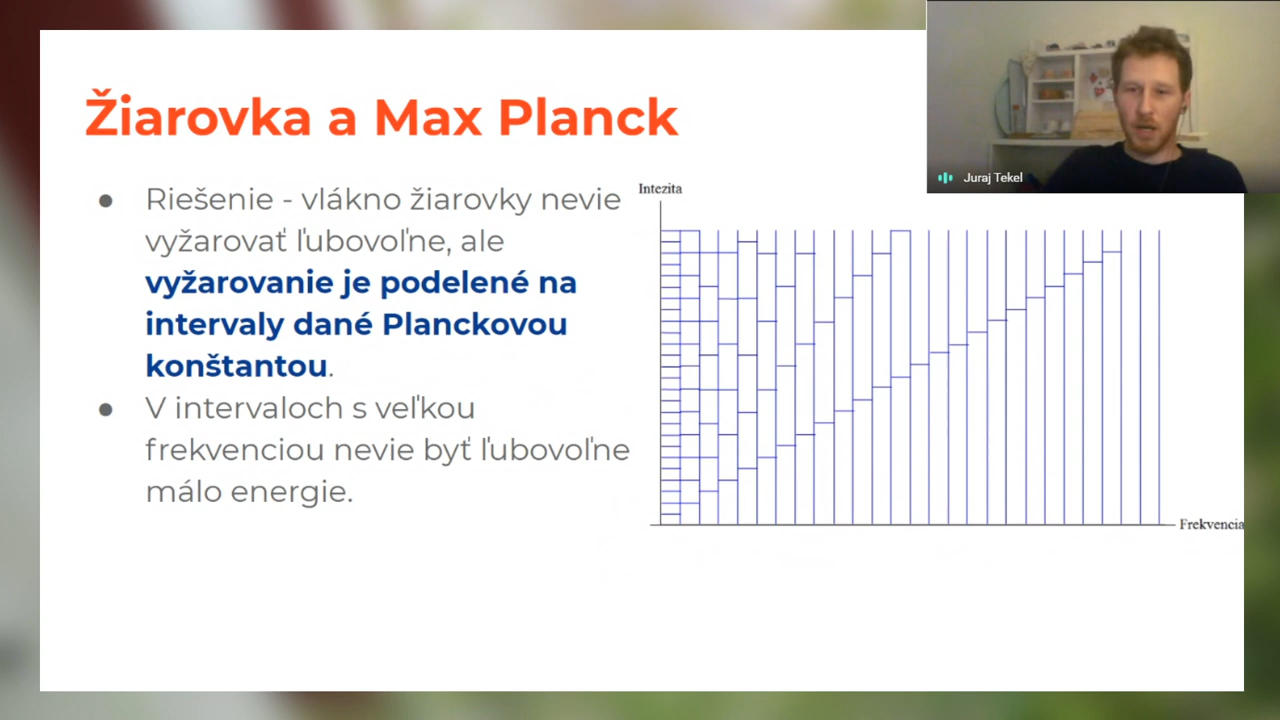 Žiarovka a Max Planck
● Riešenie - vlákno žiarovky nevie
vyžarovať ľubovoľne, ale
vyžarovanie je podelené na
intervaly dané Planckovou
konštantou.
● V intervaloch s veľkou
frekvenciou nevie byť ľubovoľne
málo energie.
Intezita
Frekvencia
Juraj Tekel